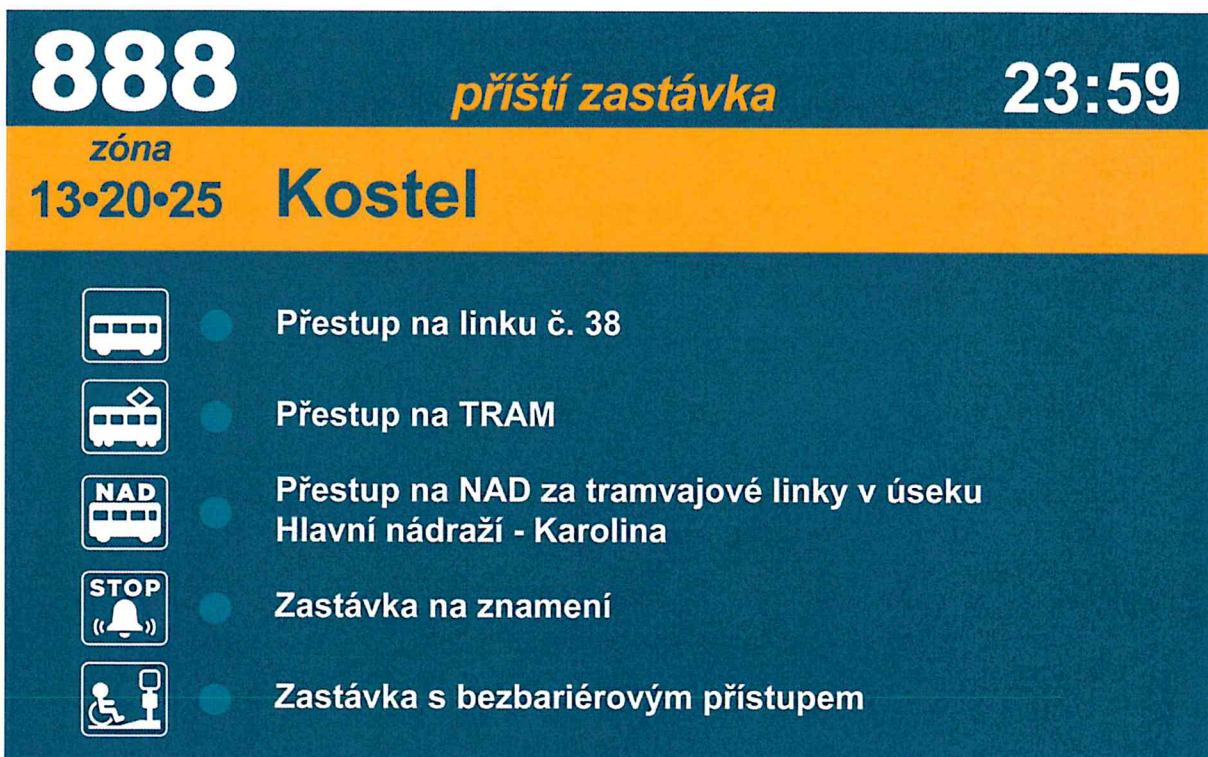 888
příští zastávka
23:59
zóna
13•20•25
Kostel
Přestup na linku č. 38
Přestup na TRAM
NAD
Přestup na NAD za tramvajové linky v úseku
Hlavní nádraží - Karolina
STOP
Zastávka na znamení
Zastávka s bezbariérovým přístupem